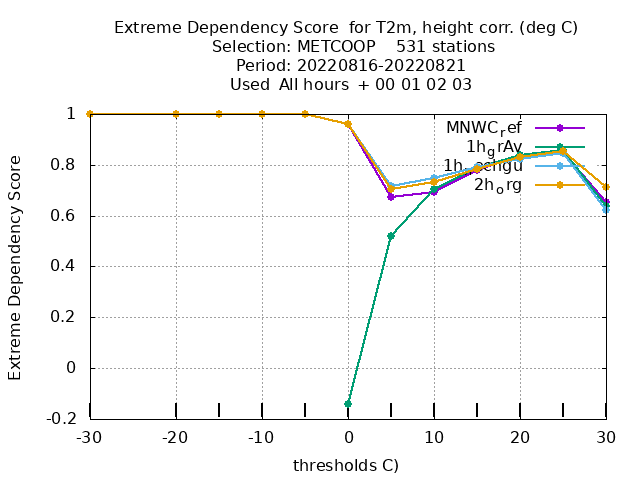 Extreme Dependency Score  for T2m, height corr. (deg C)
Selection: METCOOP    531 stations
Period: 20220816-20220821
Used  All hours  + 00 01 02 03
Extreme Dependency Score
1
0.8
0.6
0.4
0.2
0
-0.2
MNWC_ref
1h_grAv
2h_org
-30
-20
-10
0
10
20
30
thresholds C)